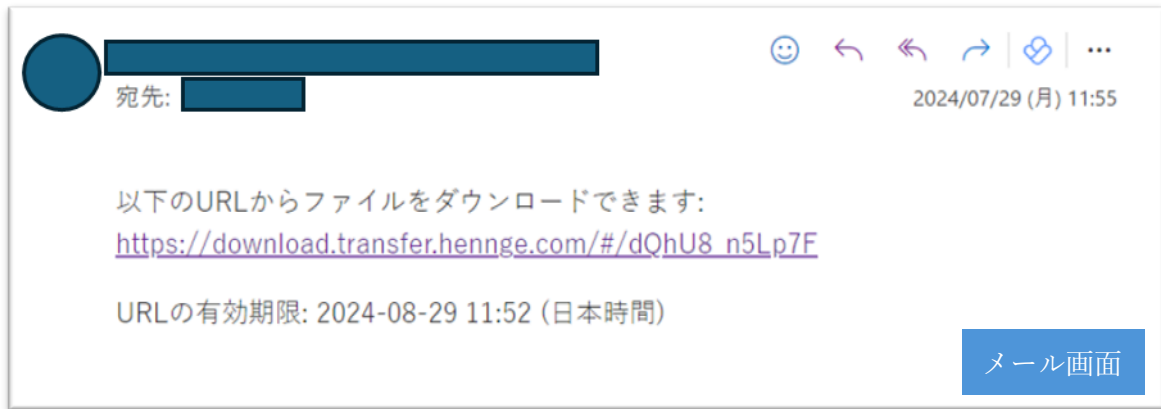 宛先:
2024/07/29 (月) 11:55
以下のURLからファイルをダウンロードできます:
https://download.transfer.hennge.com/#/dQhU8_n5Lp7F
URLの有効期限: 2024-08-29 11:52 (日本時間)
メール画面